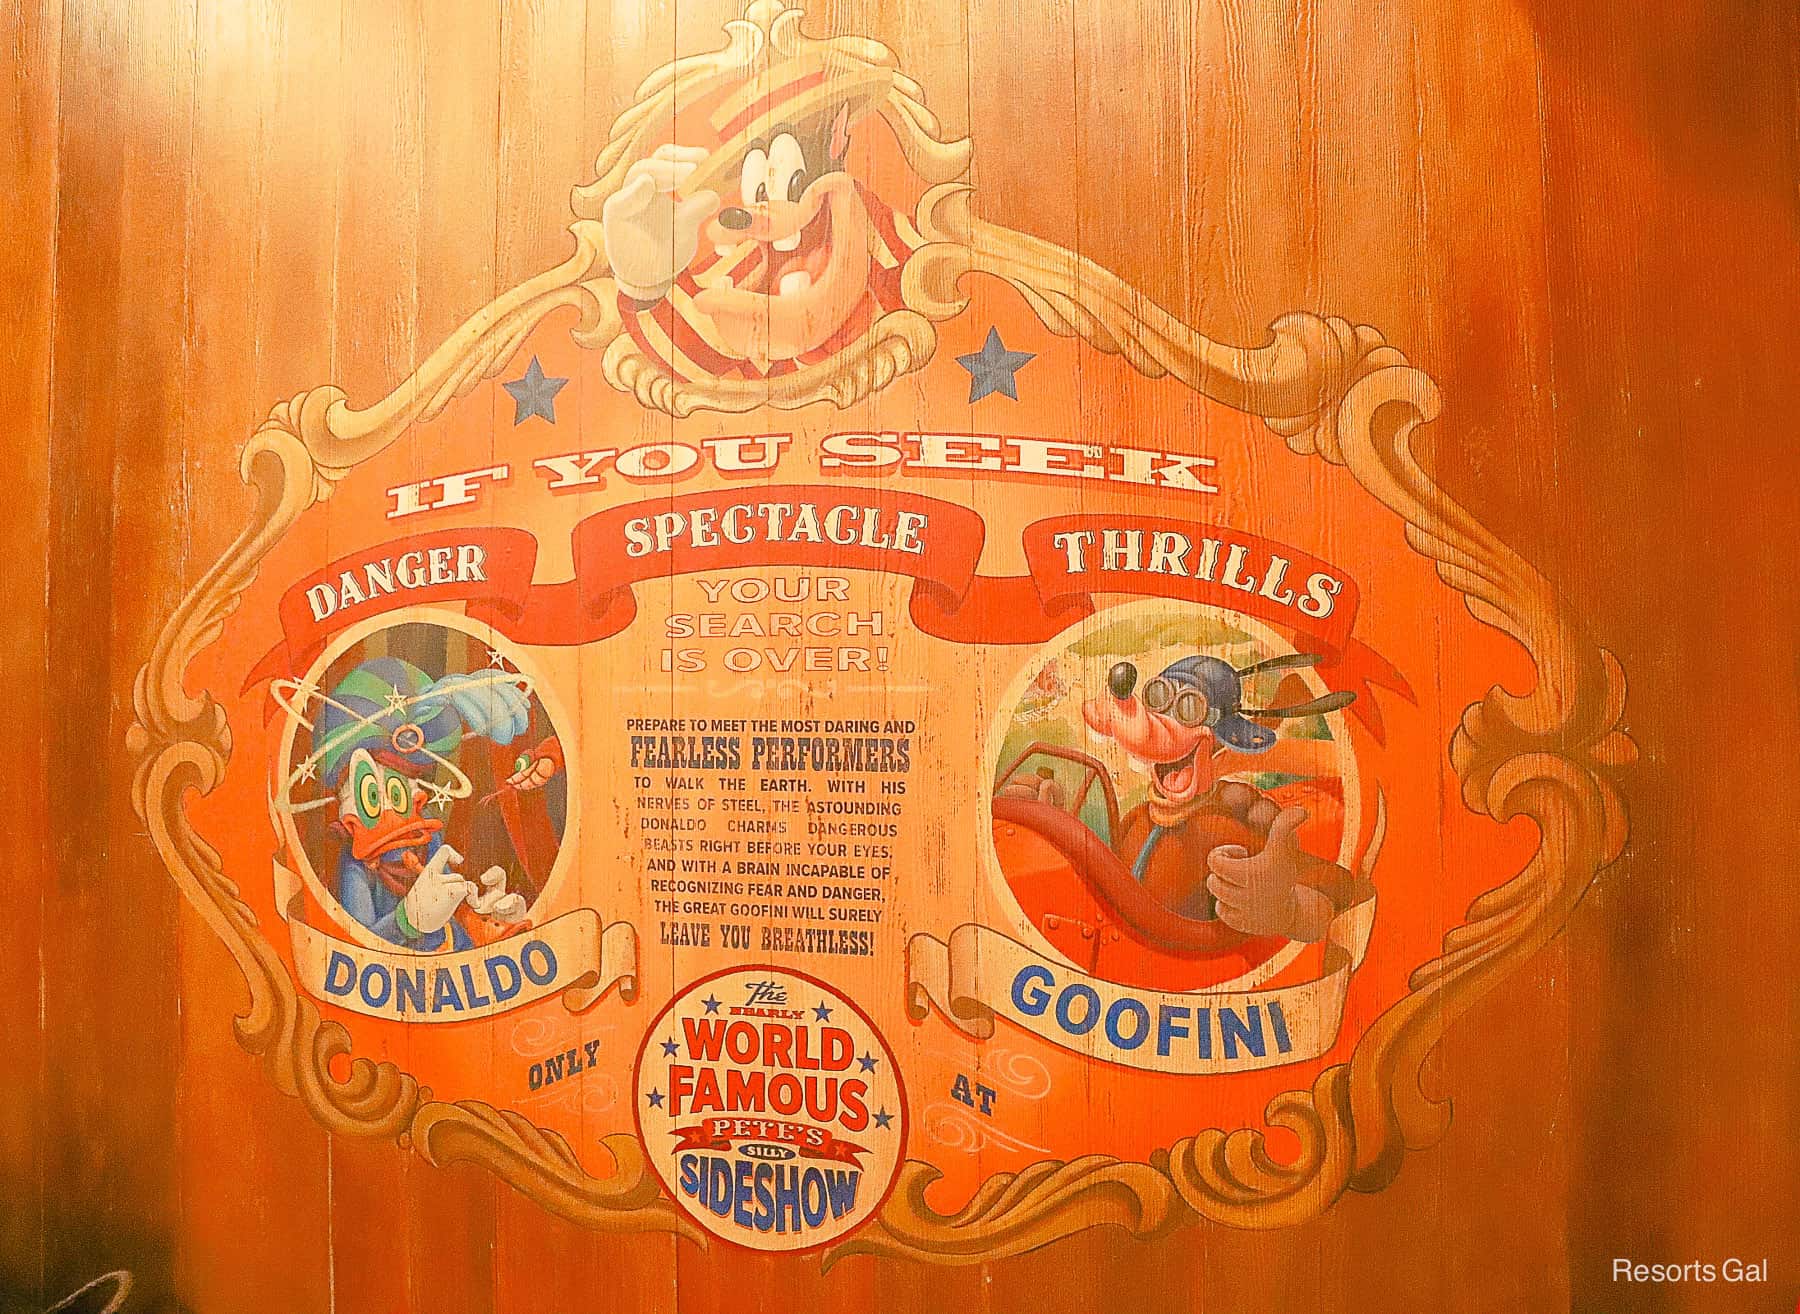 IF YOU SEEK
DANGER SPECTACLE THRILLS
YOUR
SEARCH
IS OVER!
PREPARE TO MEET THE MOST DARING AND
FEARLESS PERFORMERS
TO WALK THE EARTH. WITH HIS
NERVES OF STEEL, THE ASTOUNDING
DONALDO CHARMS DANGEROUS
BEASTS RIGHT BEFORE YOUR EYES,
AND WITH A BRAIN INCAPABLE OF
RECOGNIZING FEAR AND DANGER,
THE GREAT GOOFINI WILL SURELY
LEAVE YOU BREATHLESS!
DONALDO
GOOFINI
ONLY
AT
The
NEARLY
WORLD
FAMOUS
PETE'S
SILLY
SIDESHOW
Resorts Gal